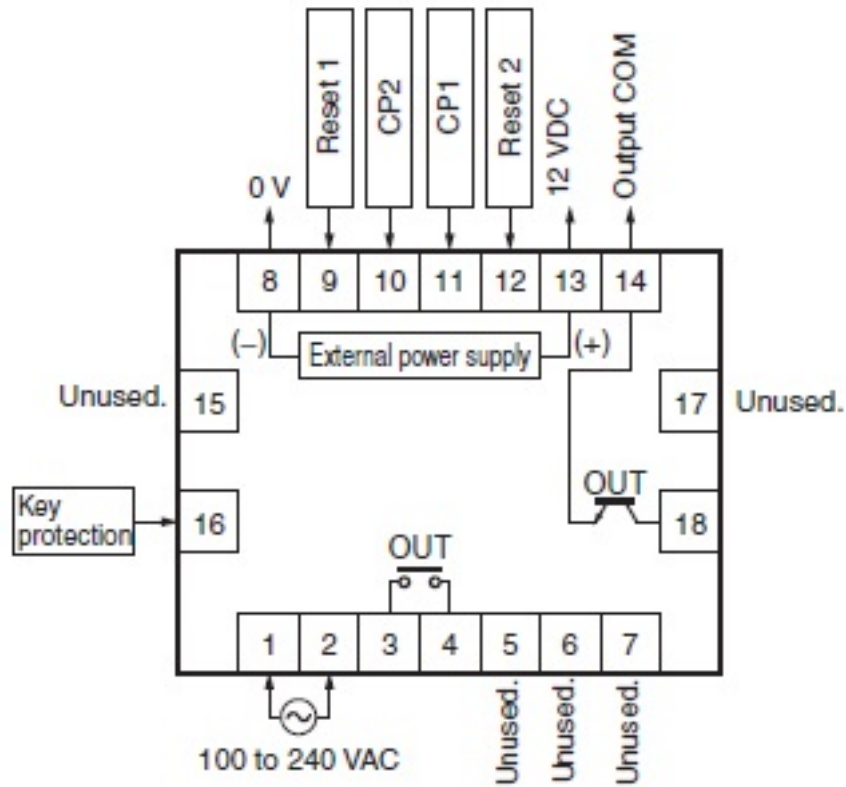 Reset 1
CP2
CP1
Reset 2
12 VDC
Output COM
0 V
8
9
10
11
12
13
14
(−)
External power supply
(+)
Unused.
15
17
Unused.
Key
protection
16
OUT
18
OUT
1
2
3
4
5
6
7
100 to 240 VAC
Unused.
Unused.
Unused.